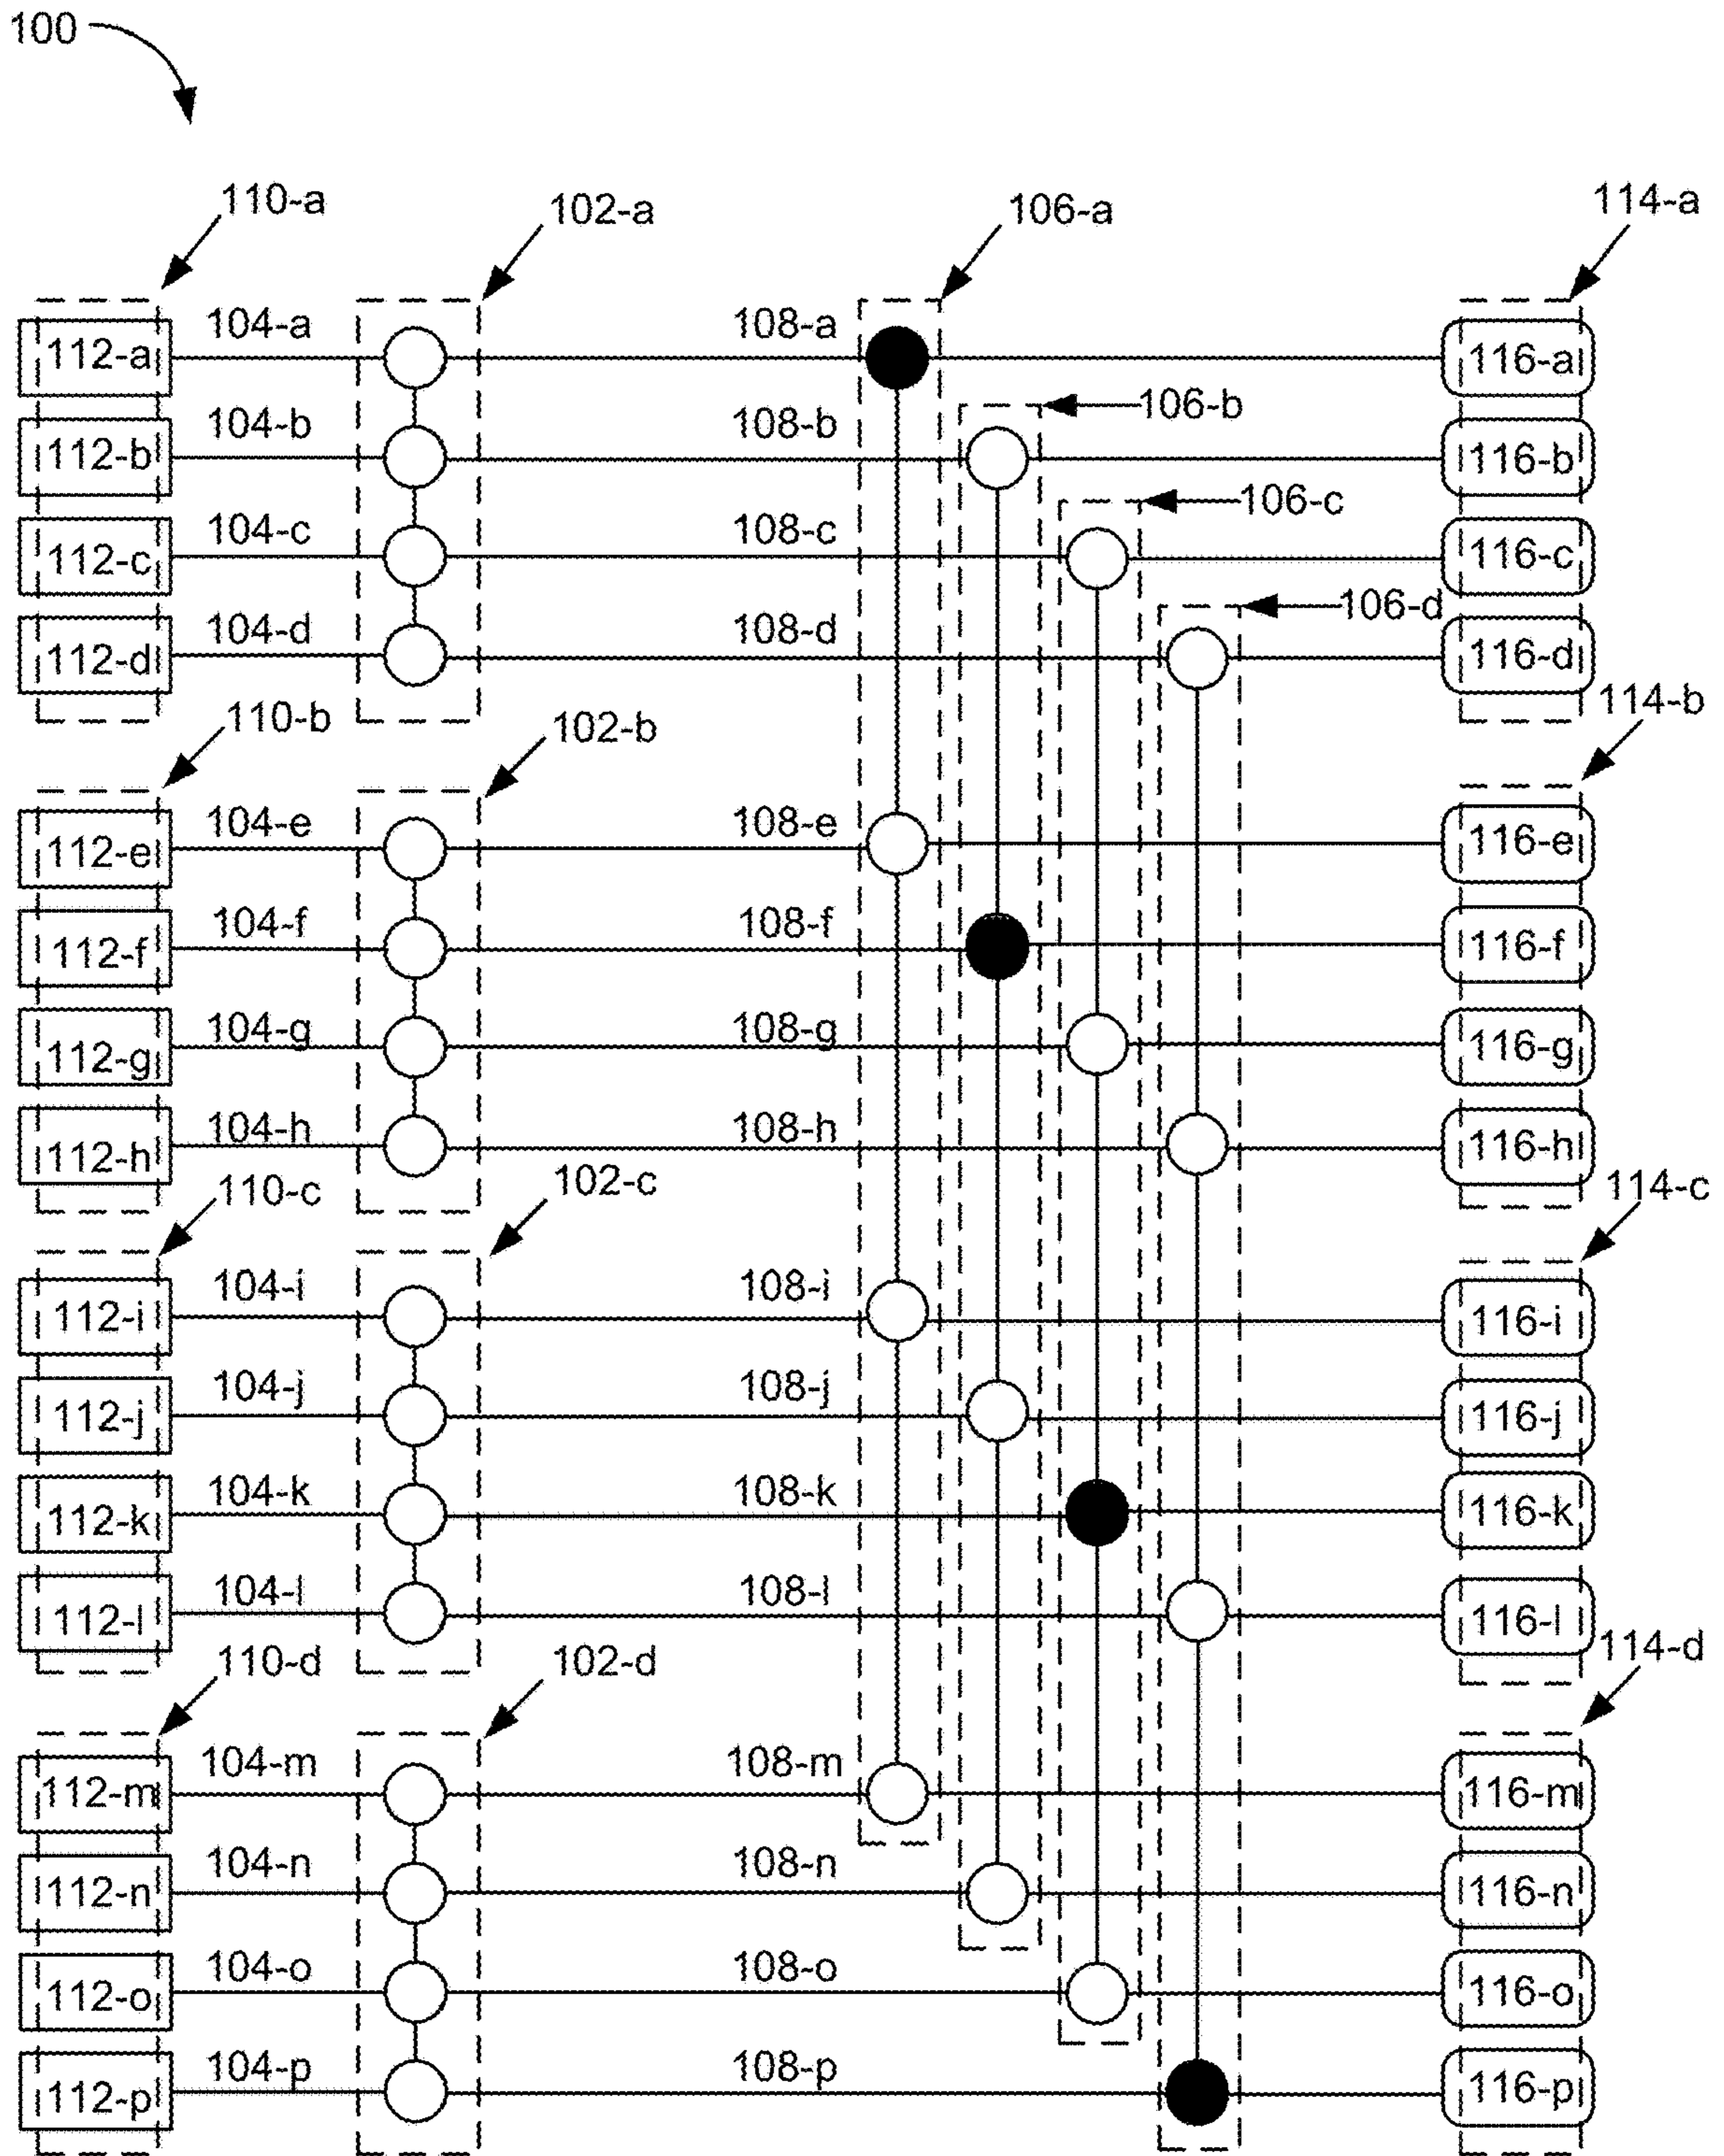 100
110-a 102-a 106-a 114-a
112-a 104-a 108-a 116-a
106-b
112-b 104-b 108-b 116-b
106-c
112-c 104-c 108-c 116-c
106-d
112-d 104-d 108-d 116-d
110-b 102-b 114-b
112-e 104-e 108-e 116-e
112-f 104-f 108-f 116-f
112-g 104-g 108-g 116-g
112-h 104-h 108-h 116-h
110-c 102-c 114-c
112-i 104-i 108-i 116-i
112-j 104-j 108-j 116-j
112-k 104-k 108-k 116-k
112-l 104-l 108-l 116-l
110-d 102-d 114-d
112-m 104-m 108-m 116-m
112-n 104-n 108-n 116-n
112-o 104-o 108-o 116-o
112-p 104-p 108-p 116-p